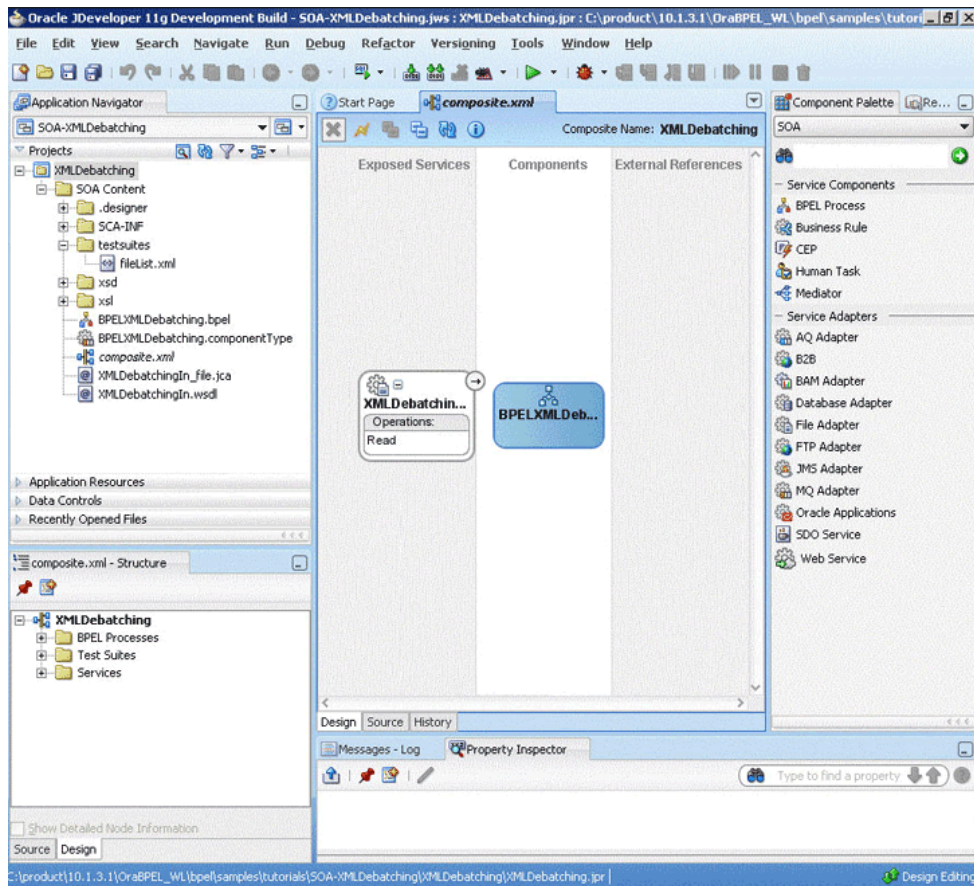 Oracle JDeveloper 11g Development Build - SOA-XMLDebatching.jws : XMLDebatching.jpr : C:\product\10.1.3.1\OraBPEL_WL\bpel\samples\tutori
File Edit View Search Navigate Run Debug Refactor Versioning Tools Window Help
Application Navigator
SOA-XMLDebatching
Projects
XMLDebatching
SOA Content
.designer
SCA-INF
testsuites
fileList.xml
xsd
xsl
BPELXMLDebatching.bpel
BPELXMLDebatching.componentType
composite.xml
XMLDebatchingIn_file.jca
XMLDebatchingIn.wsdl
Application Resources
Data Controls
Recently Opened Files
composite.xml - Structure
XMLDebatching
BPEL Processes
Test Suites
Services
Show Detailed Node Information
Source Design
Start Page composite.xml
Composite Name: XMLDebatching
Exposed Services Components External References
XMLDebatchin...
Operations:
Read
BPELXMLDeb...
Design Source History
Messages - Log Property Inspector
Type to find a property
Component Palette Re...
SOA
Service Components
BPEL Process
Business Rule
CEP
Human Task
Mediator
Service Adapters
AQ Adapter
B2B
BAM Adapter
Database Adapter
File Adapter
FTP Adapter
JMS Adapter
MQ Adapter
Oracle Applications
SDO Service
Web Service
C:\product\10.1.3.1\OraBPEL_WL\bpel\samples\tutorials\SOA-XMLDebatching\XMLDebatching\XMLDebatching.jpr
Design Editing